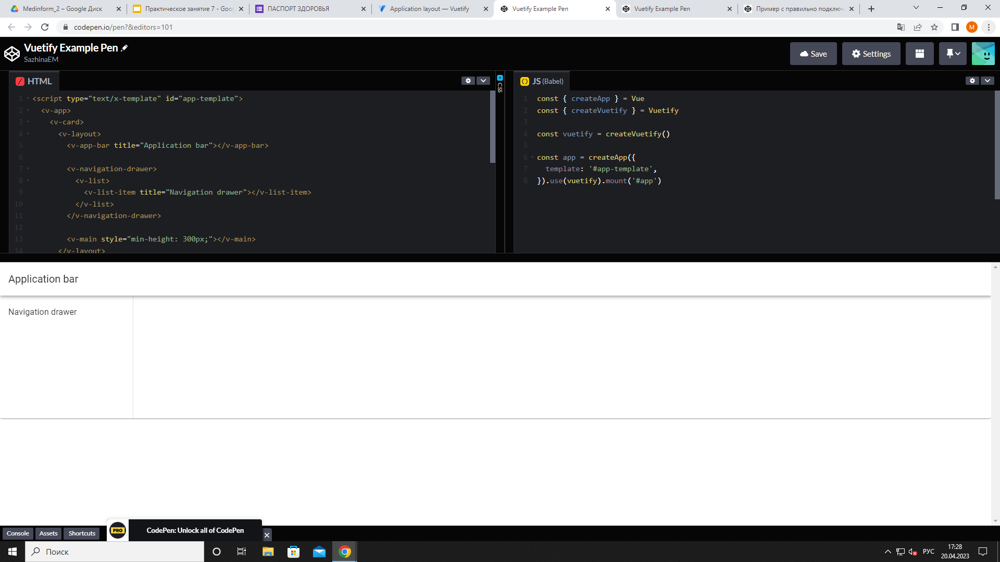 Medinform_2 – Google Диск
Практическое занятие 7 - Goog
ПАСПОРТ ЗДОРОВЬЯ
Application layout — Vuetify
Vuetify Example Pen
Vuetify Example Pen
Пример с правильно подключ
codepen.io/pen?&editors=101
M
Vuetify Example Pen
SazhinaEM
Save
Settings
HTML
CSS
JS (Babel)
1 <script type="text/x-template" id="app-template">
2 <v-app>
3 <v-card>
4 <v-layout>
5 <v-app-bar title="Application bar"></v-app-bar>
6
7 <v-navigation-drawer>
8 <v-list>
9 <v-list-item title="Navigation drawer"></v-list-item>
10 </v-list>
11 </v-navigation-drawer>
12
13 <v-main style="min-height: 300px;"></v-main>
14 </v-layout>
1 const { createApp } = Vue
2 const { createVuetify } = Vuetify
3
4 const vuetify = createVuetify()
5
6 const app = createApp({
7 template: '#app-template',
8 }).use(vuetify).mount('#app')
Application bar
Navigation drawer
Console
Assets
Shortcuts
PRO
CodePen: Unlock all of CodePen
Поиск
РУС
17:28
20.04.2023